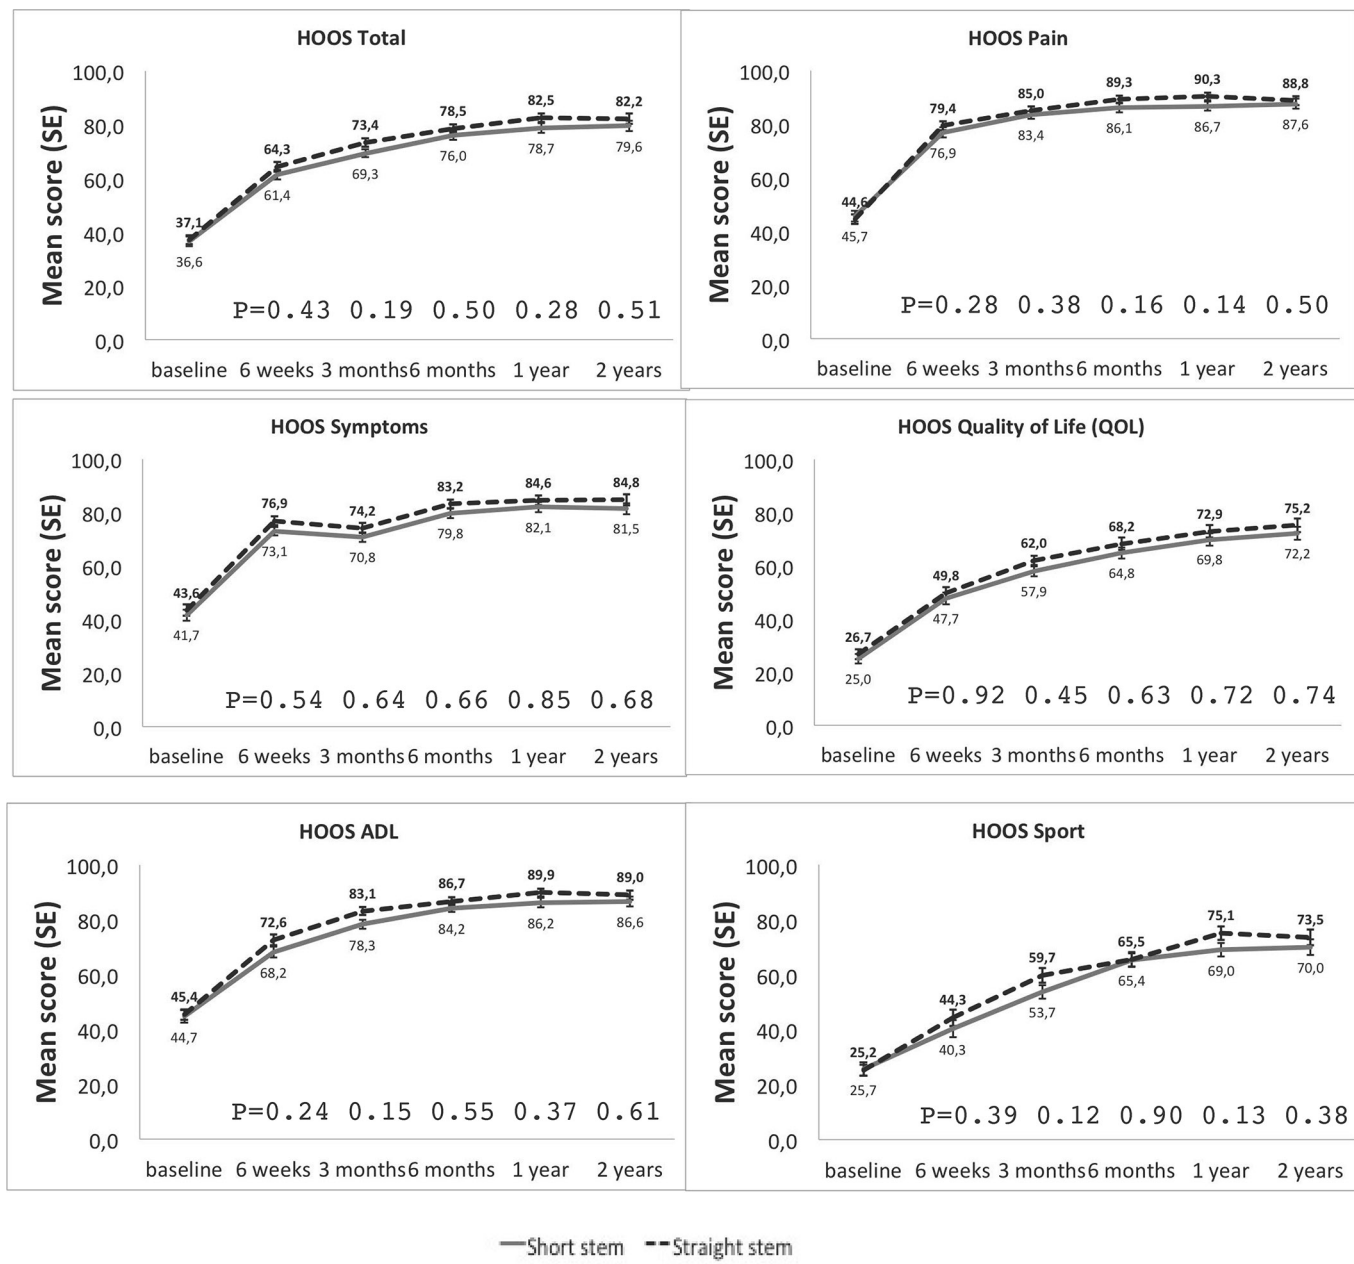 HOOS Total
Mean score (SE)
100,0
80,0
60,0
40,0
20,0
0,0
37,1 64,3 73,4 78,5 82,5 82,2
36,6 61,4 69,3 76,0 78,7 79,6
P=0.43 0.19 0.50 0.28 0.51
baseline 6 weeks 3 months 6 months 1 year 2 years
HOOS Pain
Mean score (SE)
100,0
80,0
60,0
40,0
20,0
0,0
44,6 79,4 85,0 89,3 90,3 88,8
45,7 76,9 83,4 86,1 86,7 87,6
P=0.28 0.38 0.16 0.14 0.50
baseline 6 weeks 3 months 6 months 1 year 2 years
HOOS Symptoms
Mean score (SE)
100,0
80,0
60,0
40,0
20,0
0,0
43,6 76,9 74,2 83,2 84,6 84,8
41,7 73,1 70,8 79,8 82,1 81,5
P=0.54 0.64 0.66 0.85 0.68
baseline 6 weeks 3 months 6 months 1 year 2 years
HOOS Quality of Life (QOL)
Mean score (SE)
100,0
80,0
60,0
40,0
20,0
0,0
26,7 49,8 62,0 68,2 72,9 75,2
25,0 47,7 57,9 64,8 69,8 72,2
P=0.92 0.45 0.63 0.72 0.74
baseline 6 weeks 3 months 6 months 1 year 2 years
HOOS ADL
Mean score (SE)
100,0
80,0
60,0
40,0
20,0
0,0
45,4 72,6 83,1 86,7 89,9 89,0
44,7 68,2 78,3 84,2 86,2 86,6
P=0.24 0.15 0.55 0.37 0.61
baseline 6 weeks 3 months 6 months 1 year 2 years
HOOS Sport
Mean score (SE)
100,0
80,0
60,0
40,0
20,0
0,0
25,2 44,3 59,7 65,5 75,1 73,5
25,7 40,3 53,7 65,4 69,0 70,0
P=0.39 0.12 0.90 0.13 0.38
baseline 6 weeks 3 months 6 months 1 year 2 years
Short stem Straight stem